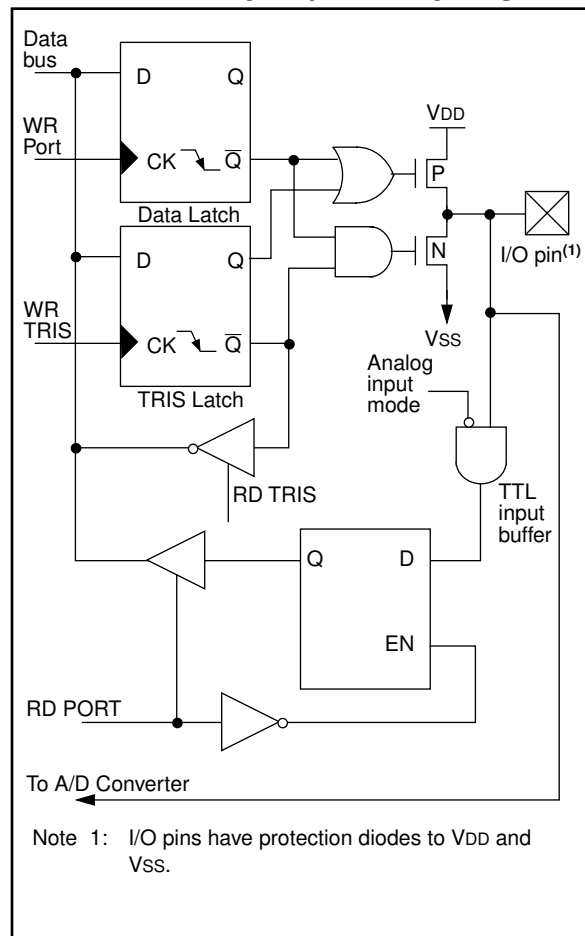 Data
bus
D Q
WR
Port
CK Q
Data Latch
VDD
P
I/O pin(1)
N
VSS
D Q
WR
TRIS
CK Q
TRIS Latch
Analog
input
mode
RD TRIS
TTL
input
buffer
Q D
EN
RD PORT
To A/D Converter
Note 1: I/O pins have protection diodes to VDD and
VSS.